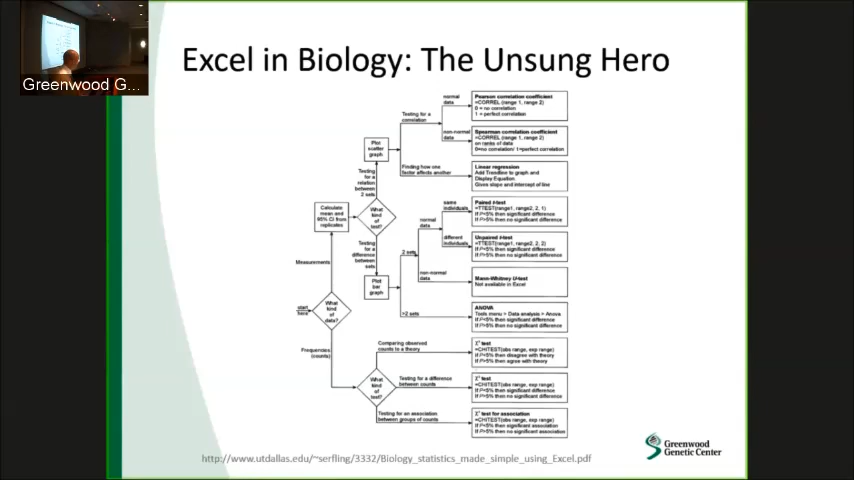 Greenwood G...
Excel in Biology: The Unsung Hero
normal
data
Pearson correlation coefficient
=CORREL (range 1, range 2)
0 = no correlation
1 = perfect correlation
Testing for a
correlation
non-normal
data
Spearman correlation coefficient
=CORREL (range 1, range 2)
on ranks of data
0=no correlation/ 1=perfect correlation
Plot
scatter
graph
Finding how one
factor affects another
Linear regression
Add Trendline to graph and
Display Equation.
Gives slope and intercept of line
Testing
for a
relation
between
2 sets
Calculate
mean and
95% CI from
replicates
What
kind
of
test?
same
individuals
Paired t-test
=TTEST(range1, range2, 2, 1)
If P<5% then significant difference
If P>5% then no significant difference
normal
data
different
individuals
Unpaired t-test
=TTEST(range1, range2, 2, 2)
If P<5% then significant difference
If P>5% then no significant difference
Testing
for a
difference
between
sets
2 sets
non-normal
data
Mann-Whitney U-test
Not available in Excel
Measurements
Plot
bar
graph
>2 sets
ANOVA
Tools menu > Data analysis > Anova
If P<5% then significant difference
If P>5% then no significant difference
start
here
What
kind
of
data?
Frequencies
(counts)
Comparing observed
counts to a theory
test
=CHITEST(obs range, exp range)
If P<5% then disagree with theory
If P>5% then agree with theory
What
kind
of
test?
Testing for a difference
between counts
test
=CHITEST(obs range, exp range)
If P<5% then significant difference
If P>5% then no significant difference
Testing for an association
between groups of counts
test for association
=CHITEST(obs range, exp range)
If P<5% then significant association
If P>5% then no significant association
http://www.utdallas.edu/~serfling/3332/Biology_statistics_made_simple_using_Excel.pdf
Greenwood
Genetic Center